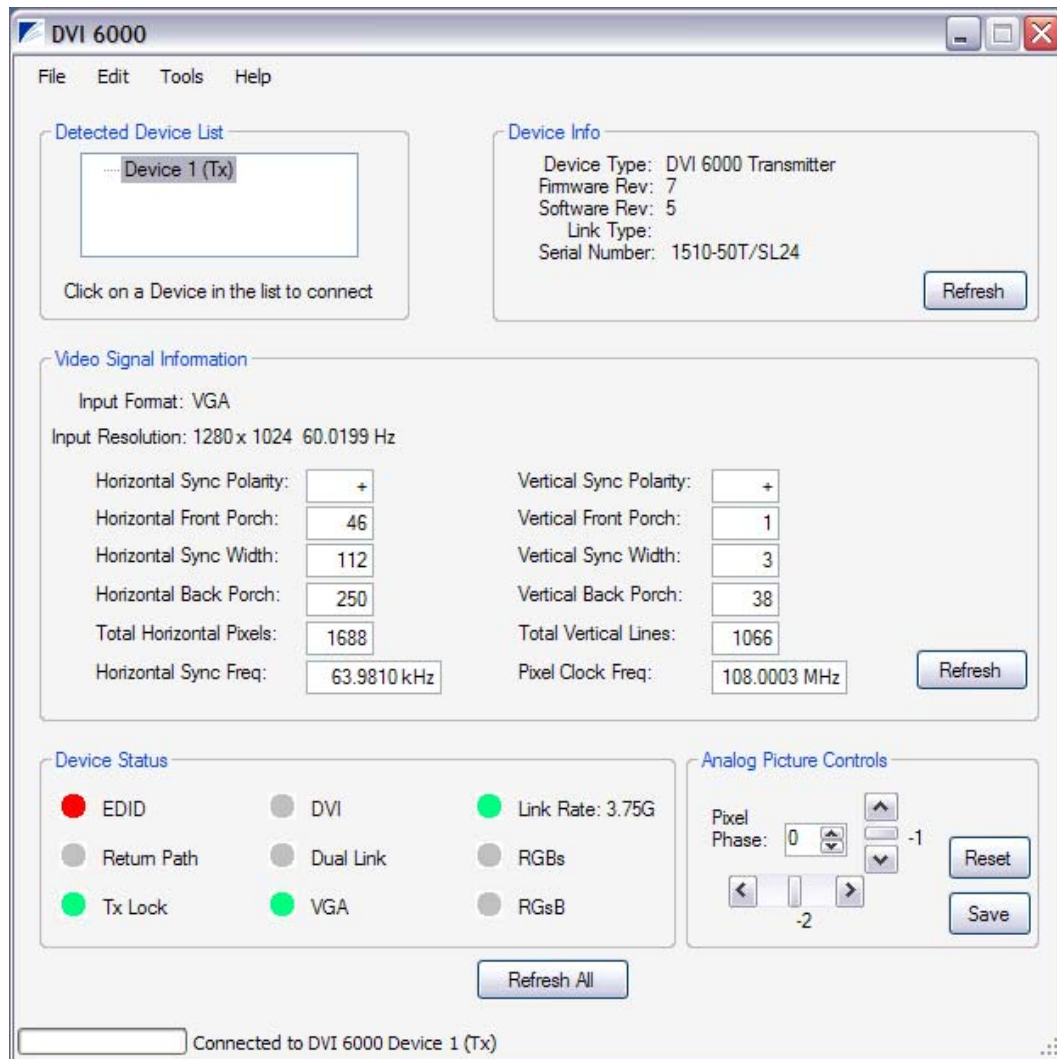 DVI 6000
File Edit Tools Help
Detected Device List
Device 1 (Tx)
Click on a Device in the list to connect
Device Info
Device Type: DVI 6000 Transmitter
Firmware Rev: 7
Software Rev: 5
Link Type:
Serial Number: 1510-50T/SL24
Refresh
Video Signal Information
Input Format: VGA
Input Resolution: 1280 x 1024 60.0199 Hz
Horizontal Sync Polarity: + Vertical Sync Polarity: +
Horizontal Front Porch: 46 Vertical Front Porch: 1
Horizontal Sync Width: 112 Vertical Sync Width: 3
Horizontal Back Porch: 250 Vertical Back Porch: 38
Total Horizontal Pixels: 1688 Total Vertical Lines: 1066
Horizontal Sync Freq: 63.9810 kHz Pixel Clock Freq: 108.0003 MHz
Refresh
Device Status
EDID DVI Link Rate: 3.75G
Return Path Dual Link RGBs
Tx Lock VGA RGsB
Analog Picture Controls
Pixel
Phase: 0 -1
-2
Reset
Save
Refresh All
Connected to DVI 6000 Device 1 (Tx)